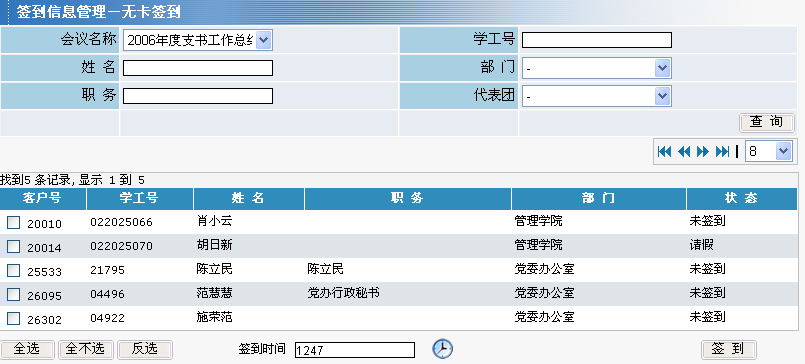 签到信息管理－无卡签到
会议名称 2006年度支书工作总结 学工号
姓 名 部 门 -
职 务 代表团 -
查 询
8
找到5 条记录, 显示 1 到 5
客户号 学工号 姓 名 职 务 部 门 状 态
20010 022025066 肖小云 管理学院 未签到
20014 022025070 胡日新 管理学院 请假
25533 21795 陈立民 陈立民 党委办公室 未签到
26095 04496 范慧慧 党办行政秘书 党委办公室 未签到
26302 04922 施荣范 党委办公室 未签到
全选 全不选 反选 签到时间 1247 签 到